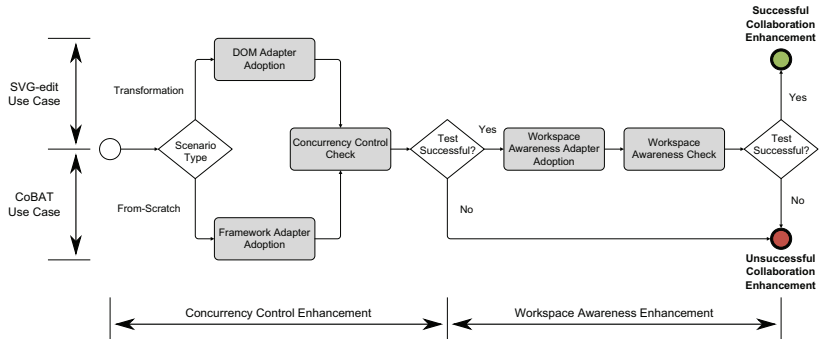 Successful
Collaboration
Enhancement
DOM Adapter
Adoption
SVG-edit
Use Case
Transformation
Yes
Scenario
Type
Concurrency Control
Check
Test
Successful?
Yes
Workspace
Awareness Adapter
Adoption
Workspace
Awareness Check
Test
Successful?
CoBAT
Use Case
From-Scratch
No
No
Framework Adapter
Adoption
Unsuccessful
Collaboration
Enhancement
Concurrency Control Enhancement
Workspace Awareness Enhancement